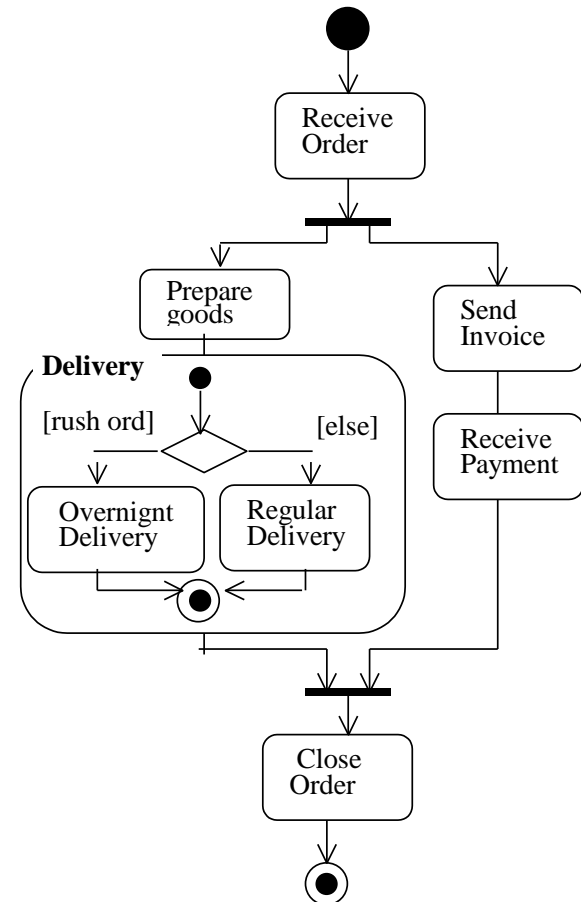 Receive
Order
Prepare
goods
Send
Invoice
Delivery
[rush ord]
[else]
Receive
Payment
Overnignt
Delivery
Regular
Delivery
Close
Order